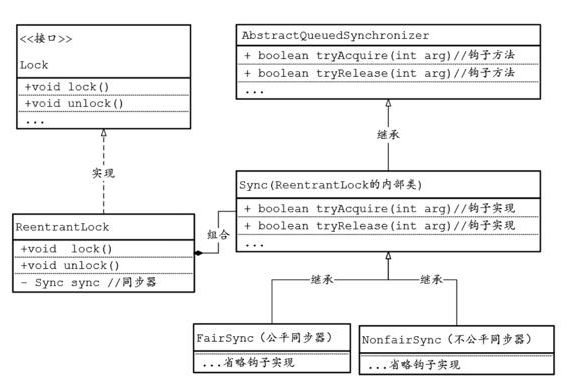 <<接口>>
Lock
+void lock()
+void unlock()
...
AbstractQueuedSynchronizer
+ boolean tryAcquire(int arg)//钩子方法
+ boolean tryRelease(int arg)//钩子方法
...
实现
继承
ReentrantLock
+void lock()
+void unlock()
- Sync sync //同步器
组合
Sync(ReentrantLock的内部类)
+ boolean tryAcquire(int arg)//钩子实现
+ boolean tryRelease(int arg)//钩子实现
...
继承
继承
FairSync（公平同步器）
...省略钩子实现
NonfairSync（不公平同步器）
...省略钩子实现